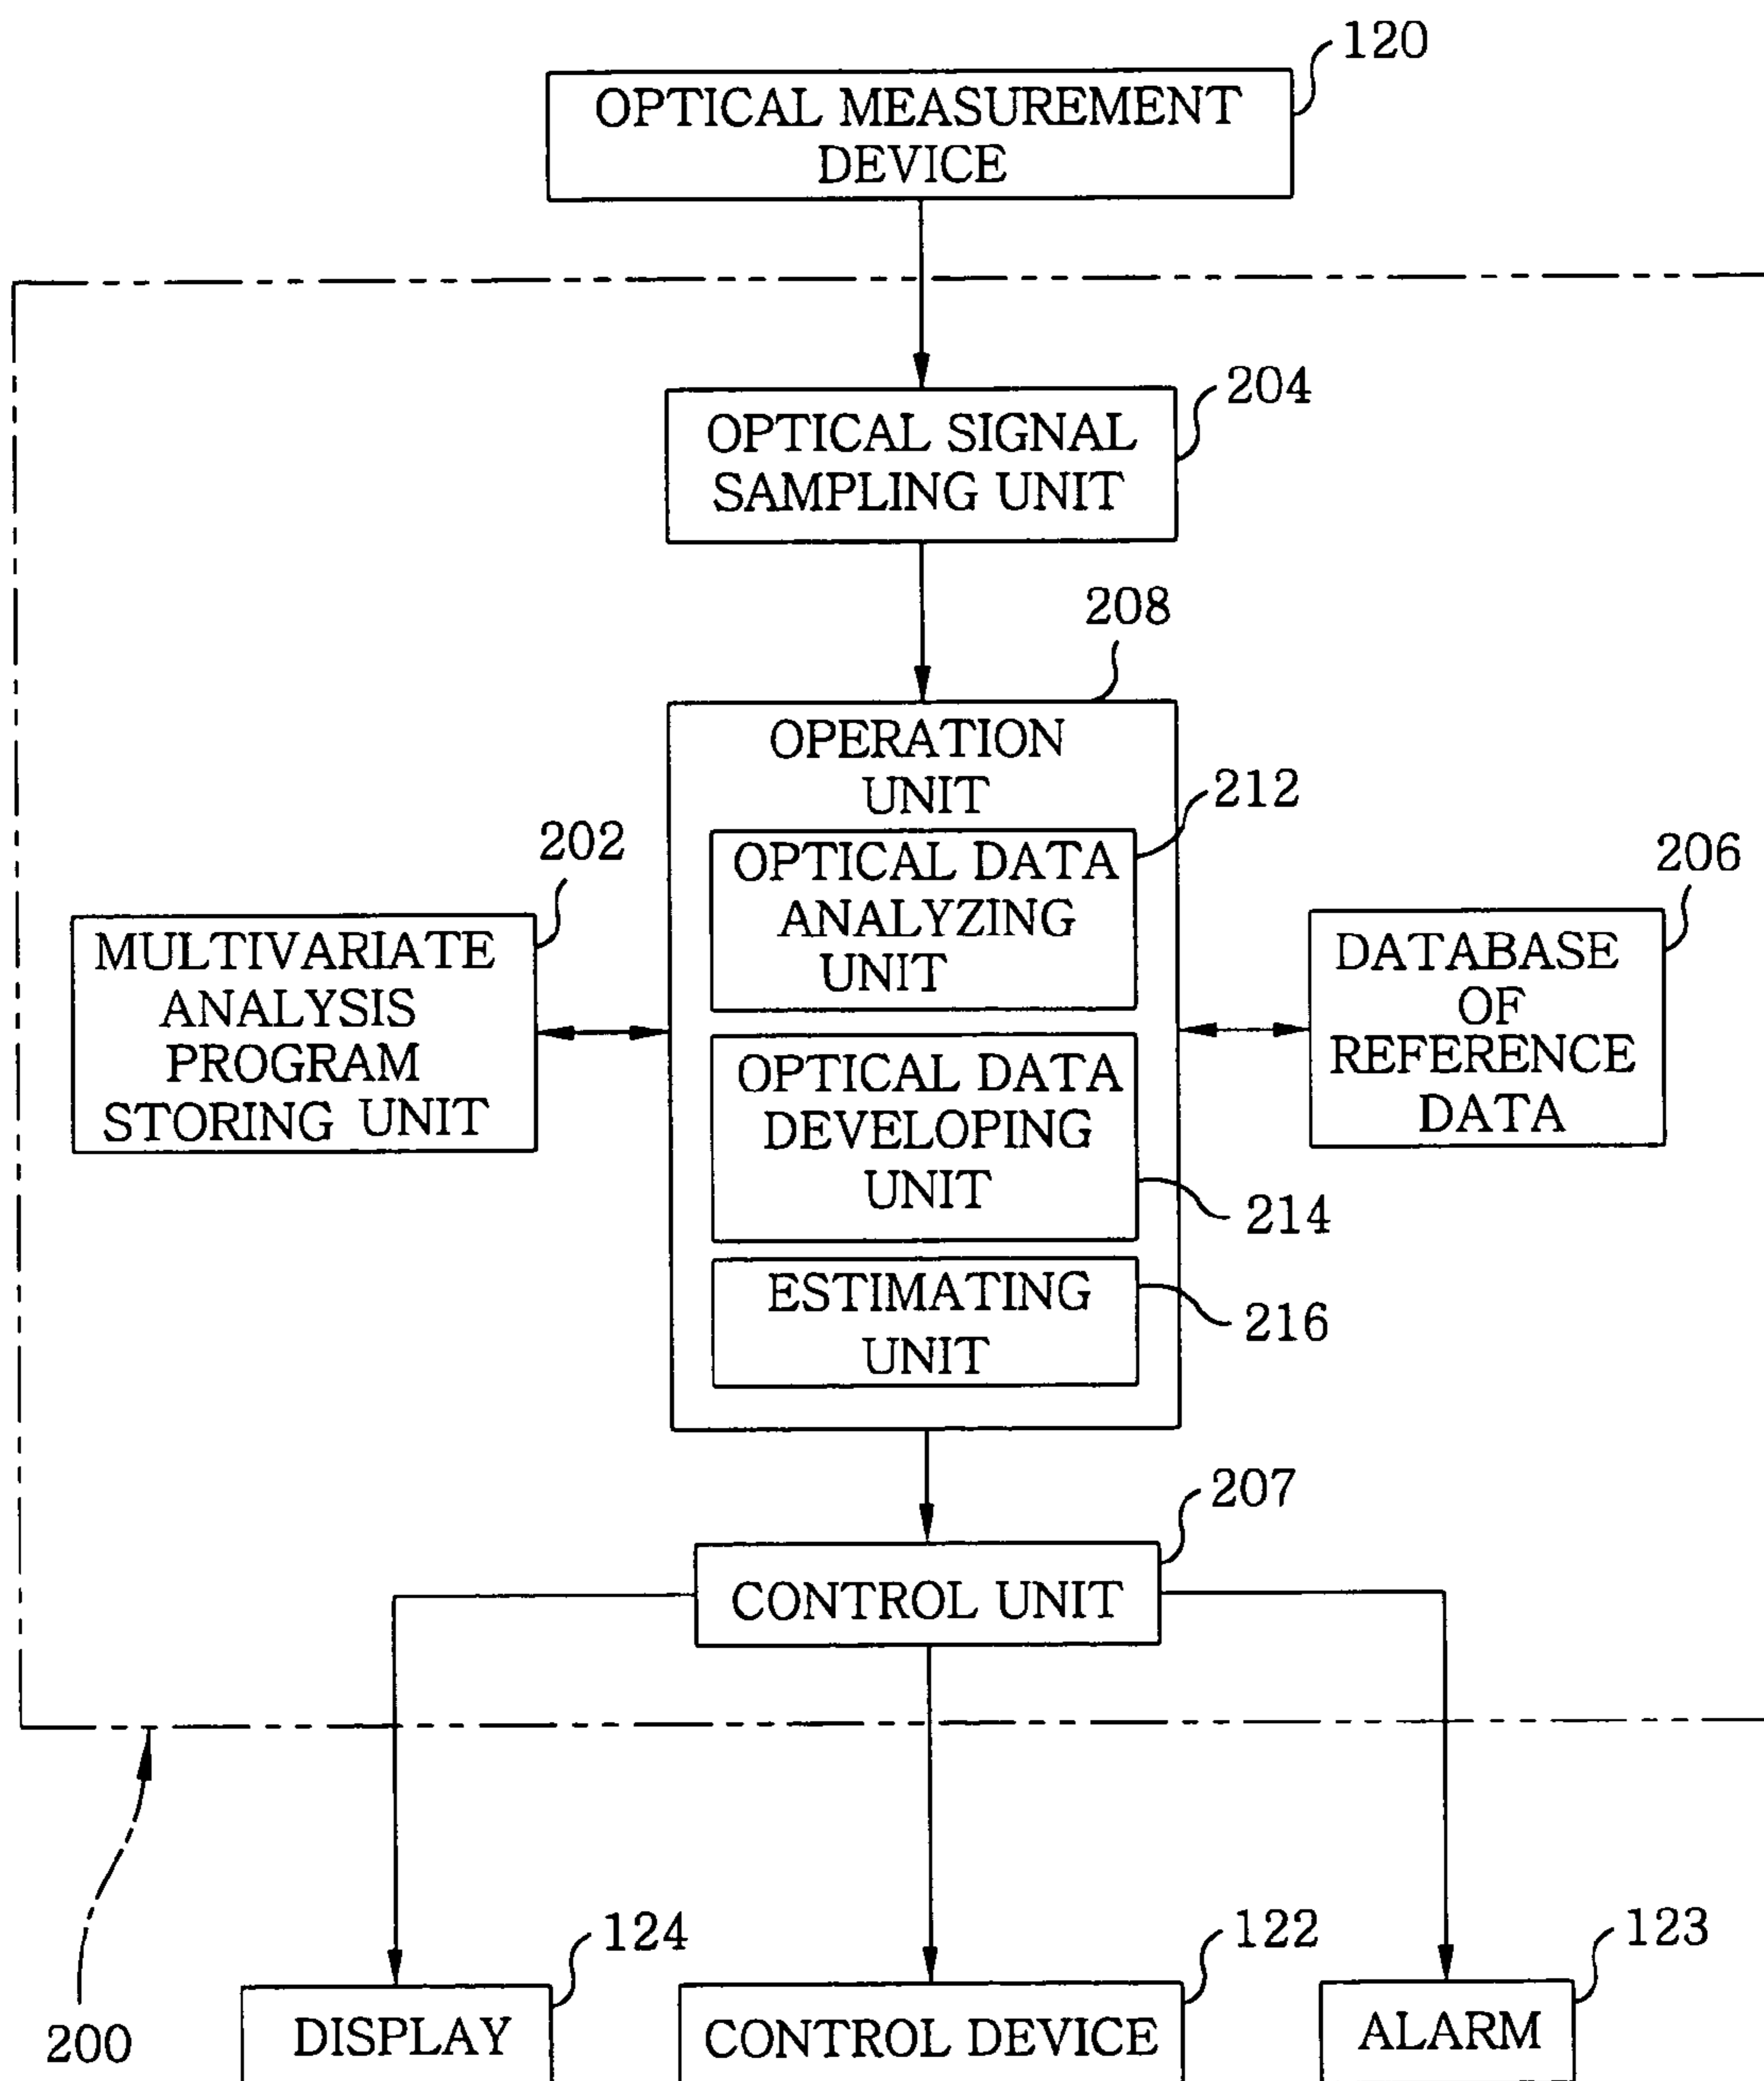 120
OPTICAL MEASUREMENT
DEVICE
204
OPTICAL SIGNAL
SAMPLING UNIT
208
OPERATION
UNIT
212
OPTICAL DATA
ANALYZING
UNIT
202
MULTIVARIATE
ANALYSIS
PROGRAM
STORING UNIT
206
DATABASE
OF
REFERENCE
DATA
OPTICAL DATA
DEVELOPING
UNIT
214
ESTIMATING
UNIT
216
207
CONTROL UNIT
200
124
DISPLAY
122
CONTROL DEVICE
123
ALARM